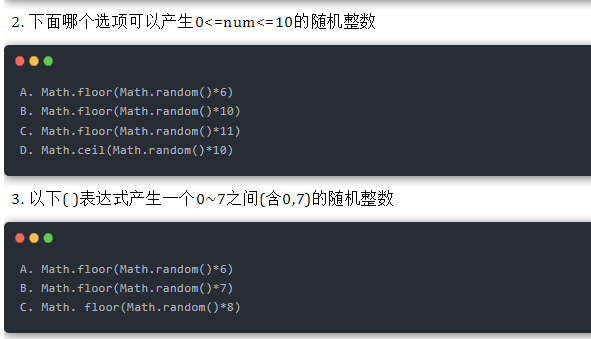 2. 下面哪个选项可以产生0<=num<=10的随机整数
A. Math.floor(Math.random()*6)
B. Math.floor(Math.random()*10)
C. Math.floor(Math.random()*11)
D. Math.ceil(Math.random()*10)
3. 以下( )表达式产生一个0~7之间(含0,7)的随机整数
A. Math.floor(Math.random()*6)
B. Math.floor(Math.random()*7)
C. Math. floor(Math.random()*8)